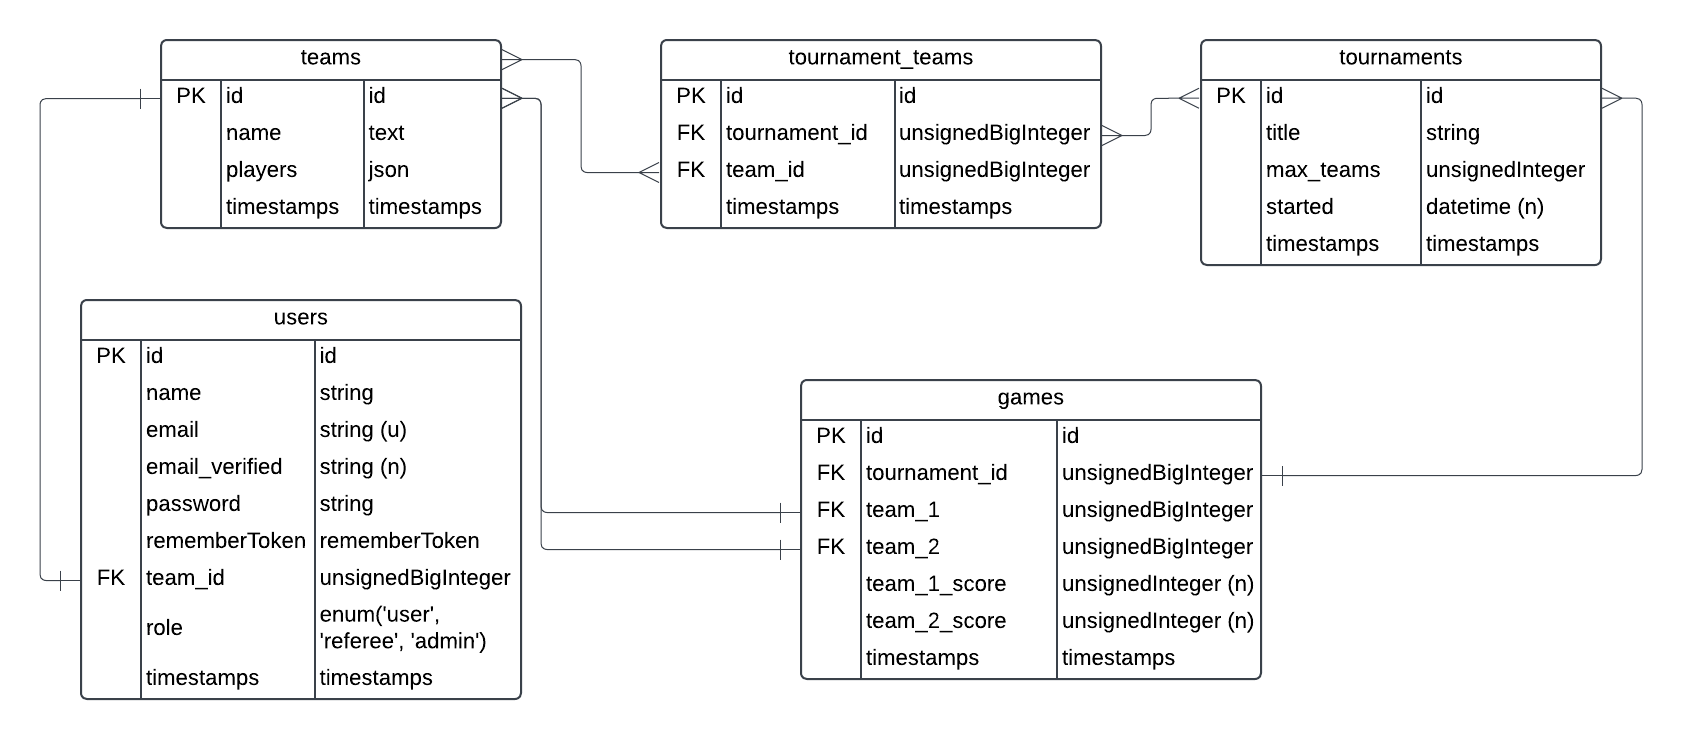 teams
PK id id
name text
players json
timestamps timestamps
tournament_teams
PK id id
FK tournament_id unsignedBigInteger
FK team_id unsignedBigInteger
timestamps timestamps
tournaments
PK id id
title string
max_teams unsignedInteger
started datetime (n)
timestamps timestamps
users
PK id id
name string
email string (u)
email_verified string (n)
password string
rememberToken rememberToken
FK team_id unsignedBigInteger
role enum('user',
'referee', 'admin')
timestamps timestamps
games
PK id id
FK tournament_id unsignedBigInteger
FK team_1 unsignedBigInteger
FK team_2 unsignedBigInteger
team_1_score unsignedInteger (n)
team_2_score unsignedInteger (n)
timestamps timestamps